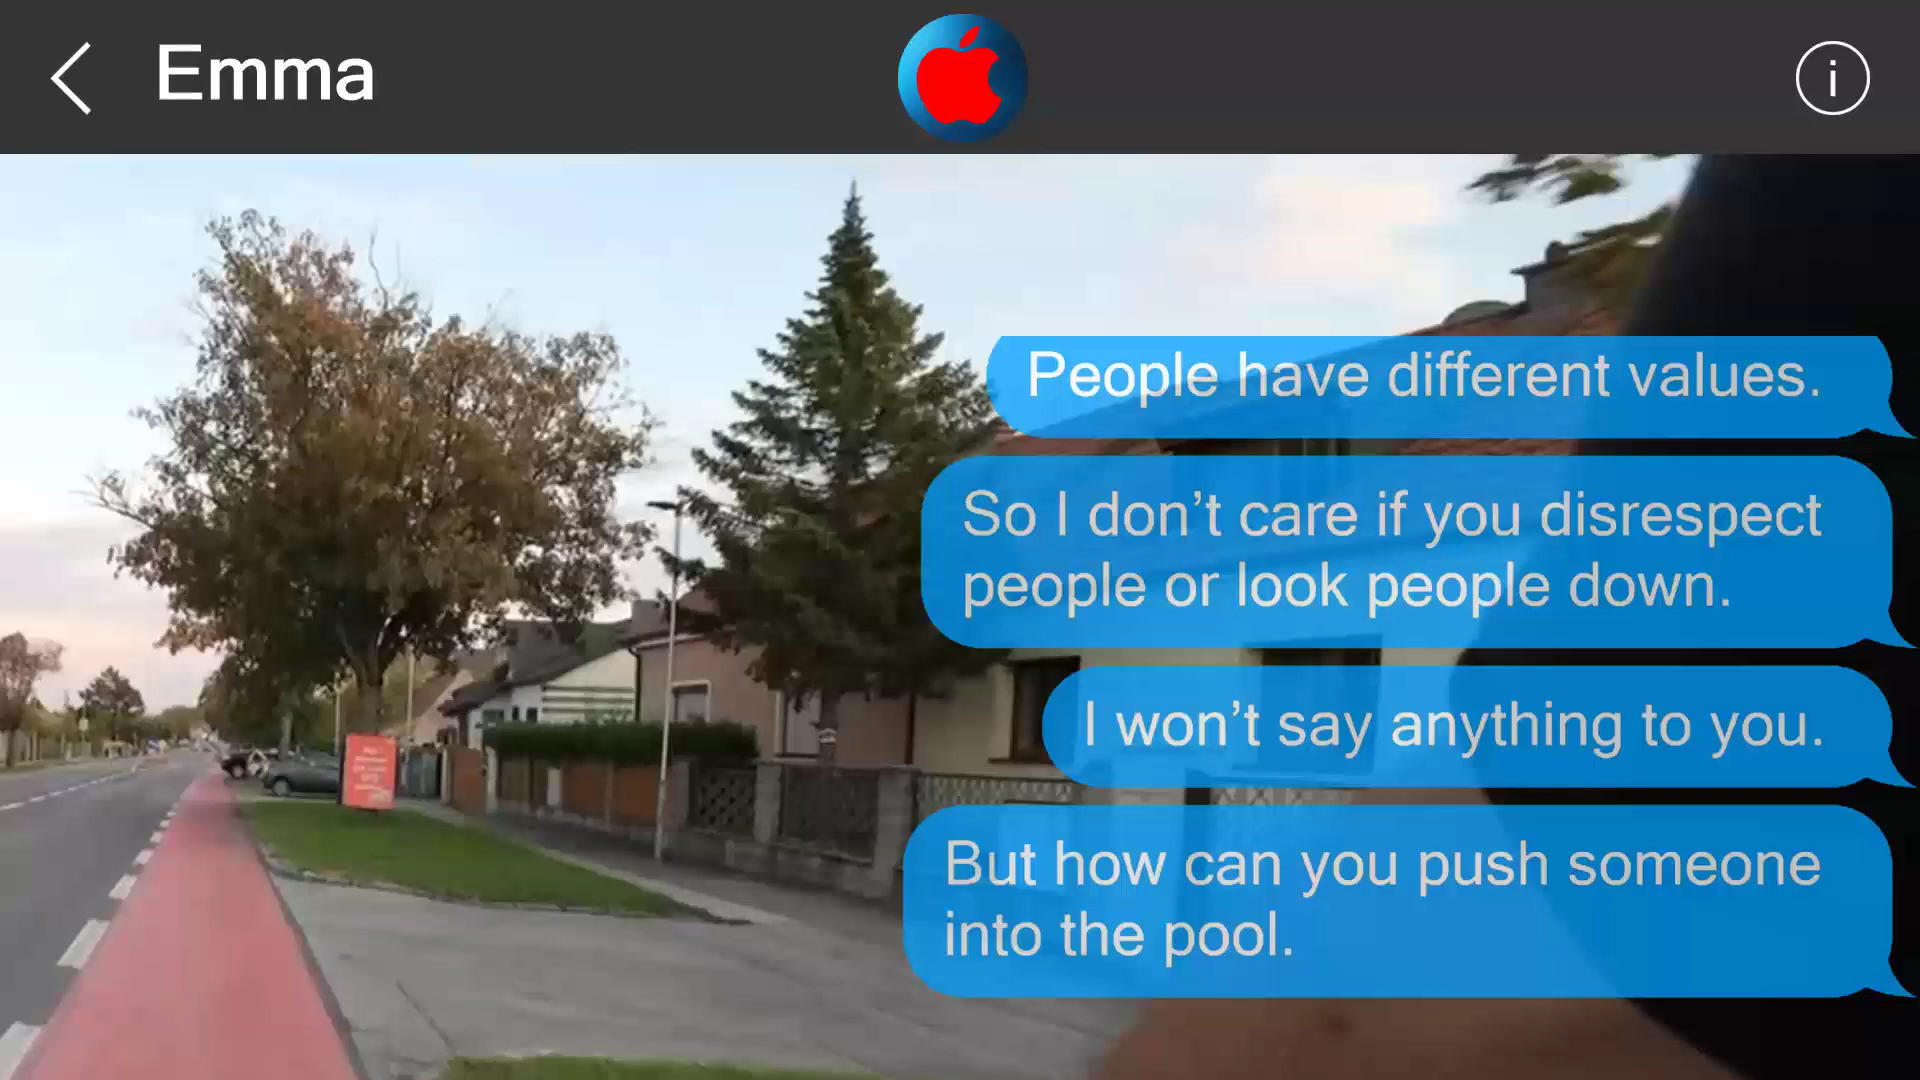 Emma
i
People have different values.
So I don't care if you disrespect
people or look people down.
I won't say anything to you.
But how can you push someone
into the pool.